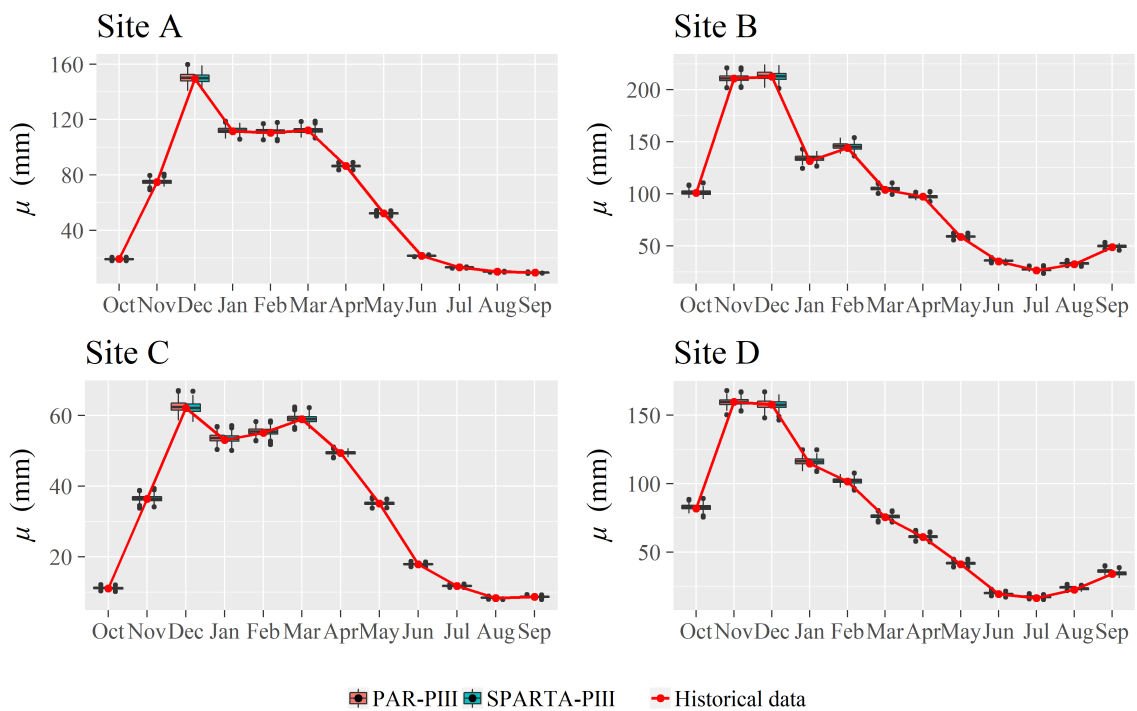 Site A
μ (mm)
160
120
80
40
Oct Nov Dec Jan Feb Mar Apr May Jun Jul Aug Sep
Site B
μ (mm)
200
150
100
50
Oct Nov Dec Jan Feb Mar Apr May Jun Jul Aug Sep
Site C
μ (mm)
60
40
20
Oct Nov Dec Jan Feb Mar Apr May Jun Jul Aug Sep
Site D
μ (mm)
150
100
50
Oct Nov Dec Jan Feb Mar Apr May Jun Jul Aug Sep
PAR-PIII SPARTA-PIII Historical data